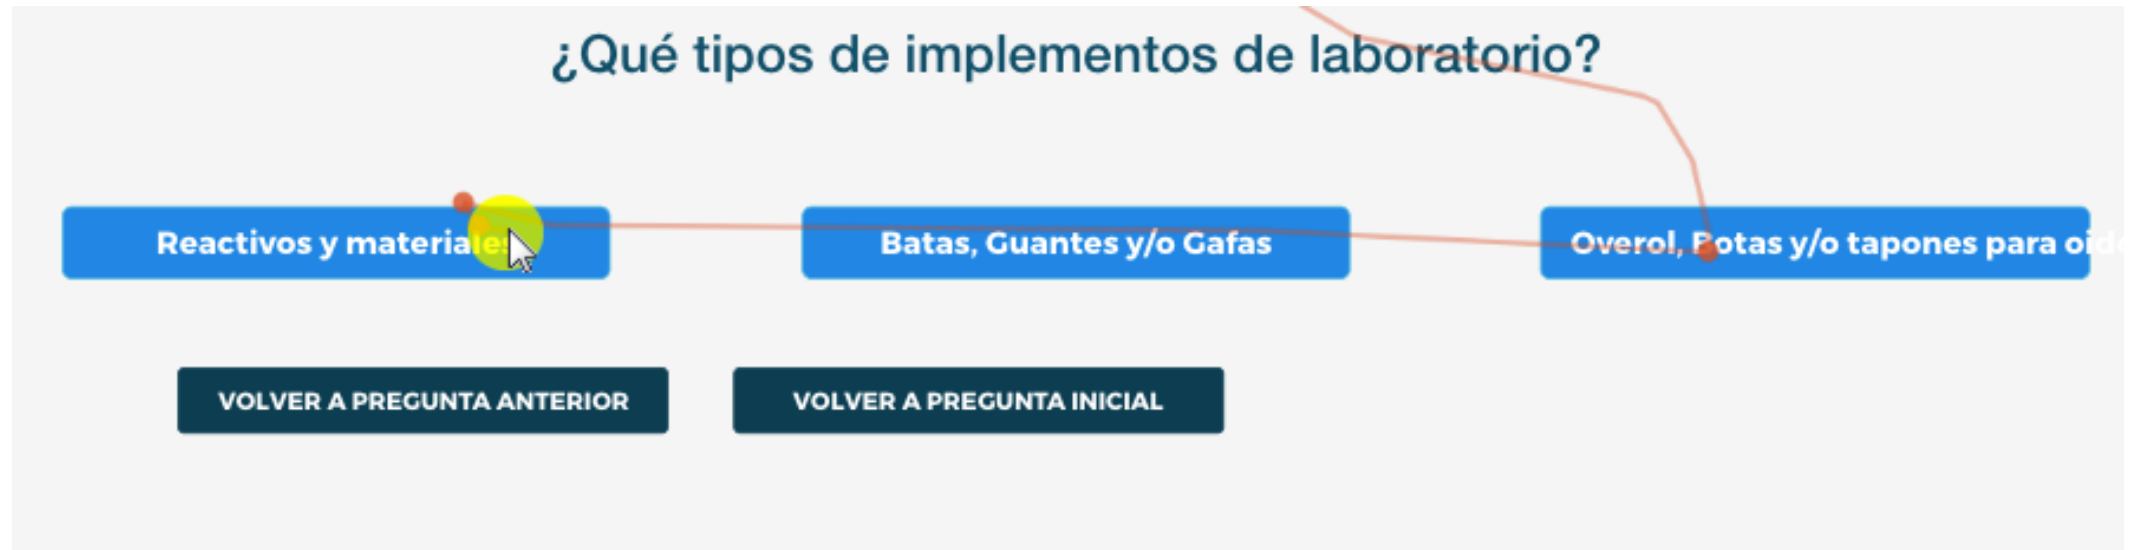 ¿Qué tipos de implementos de laboratorio?
Reactivos y materiales
Batas, Guantes y/o Gafas
Overol, Botas y/o tapones para
VOLVER A PREGUNTA ANTERIOR
VOLVER A PREGUNTA INICIAL